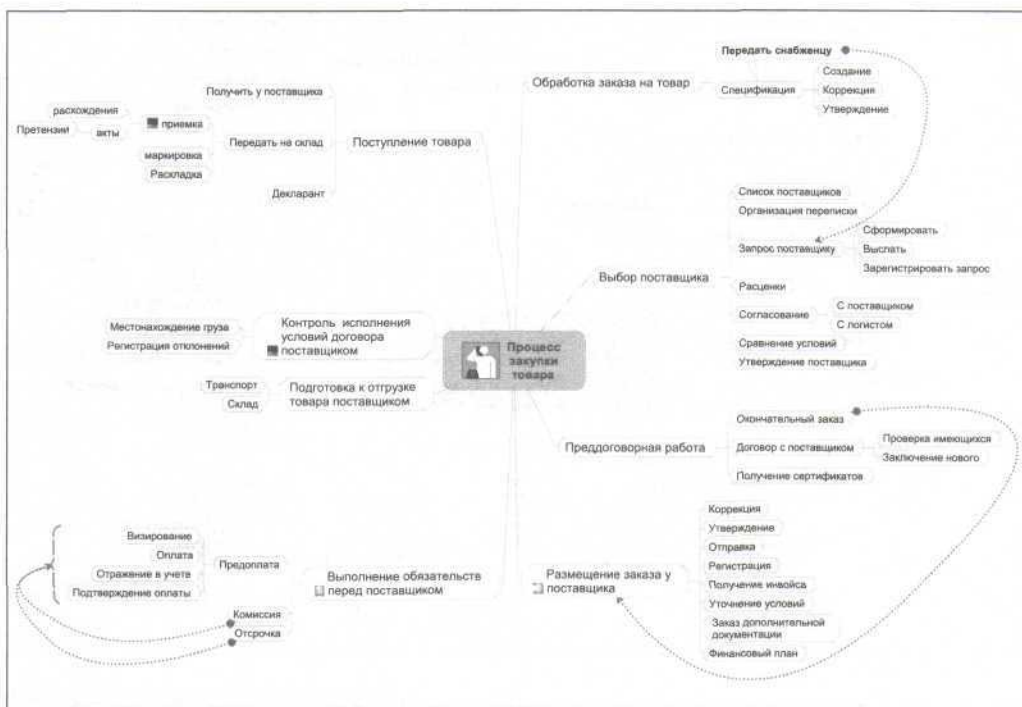 Процесс
закупки
товара
Обработка заказа на товар
Передать снабженцу
Спецификация
Создание
Коррекция
Утверждение
Выбор поставщика
Список поставщиков
Организация переписки
Запрос поставщику
Сформировать
Выслать
Зарегистрировать запрос
Расценки
Согласование
С поставщиком
С логистом
Сравнение условий
Утверждение поставщика
Преддоговорная работа
Окончательный заказ
Договор с поставщиком
Проверка имеющихся
Заключение нового
Получение сертификатов
Размещение заказа у
поставщика
Коррекция
Утверждение
Отправка
Регистрация
Получение инвойса
Уточнение условий
Заказ дополнительной
документации
Финансовый план
Поступление товара
Получить у поставщика
Передать на склад
приемка
расхождения
акты
Претензии
маркировка
Раскладка
Декларант
Контроль исполнения
условий договора
поставщиком
Местонахождение груза
Регистрация отклонений
Подготовка к отгрузке
товара поставщиком
Транспорт
Склад
Выполнение обязательств
перед поставщиком
Предоплата
Визирование
Оплата
Отражение в учете
Подтверждение оплаты
Комиссия
Отсрочка